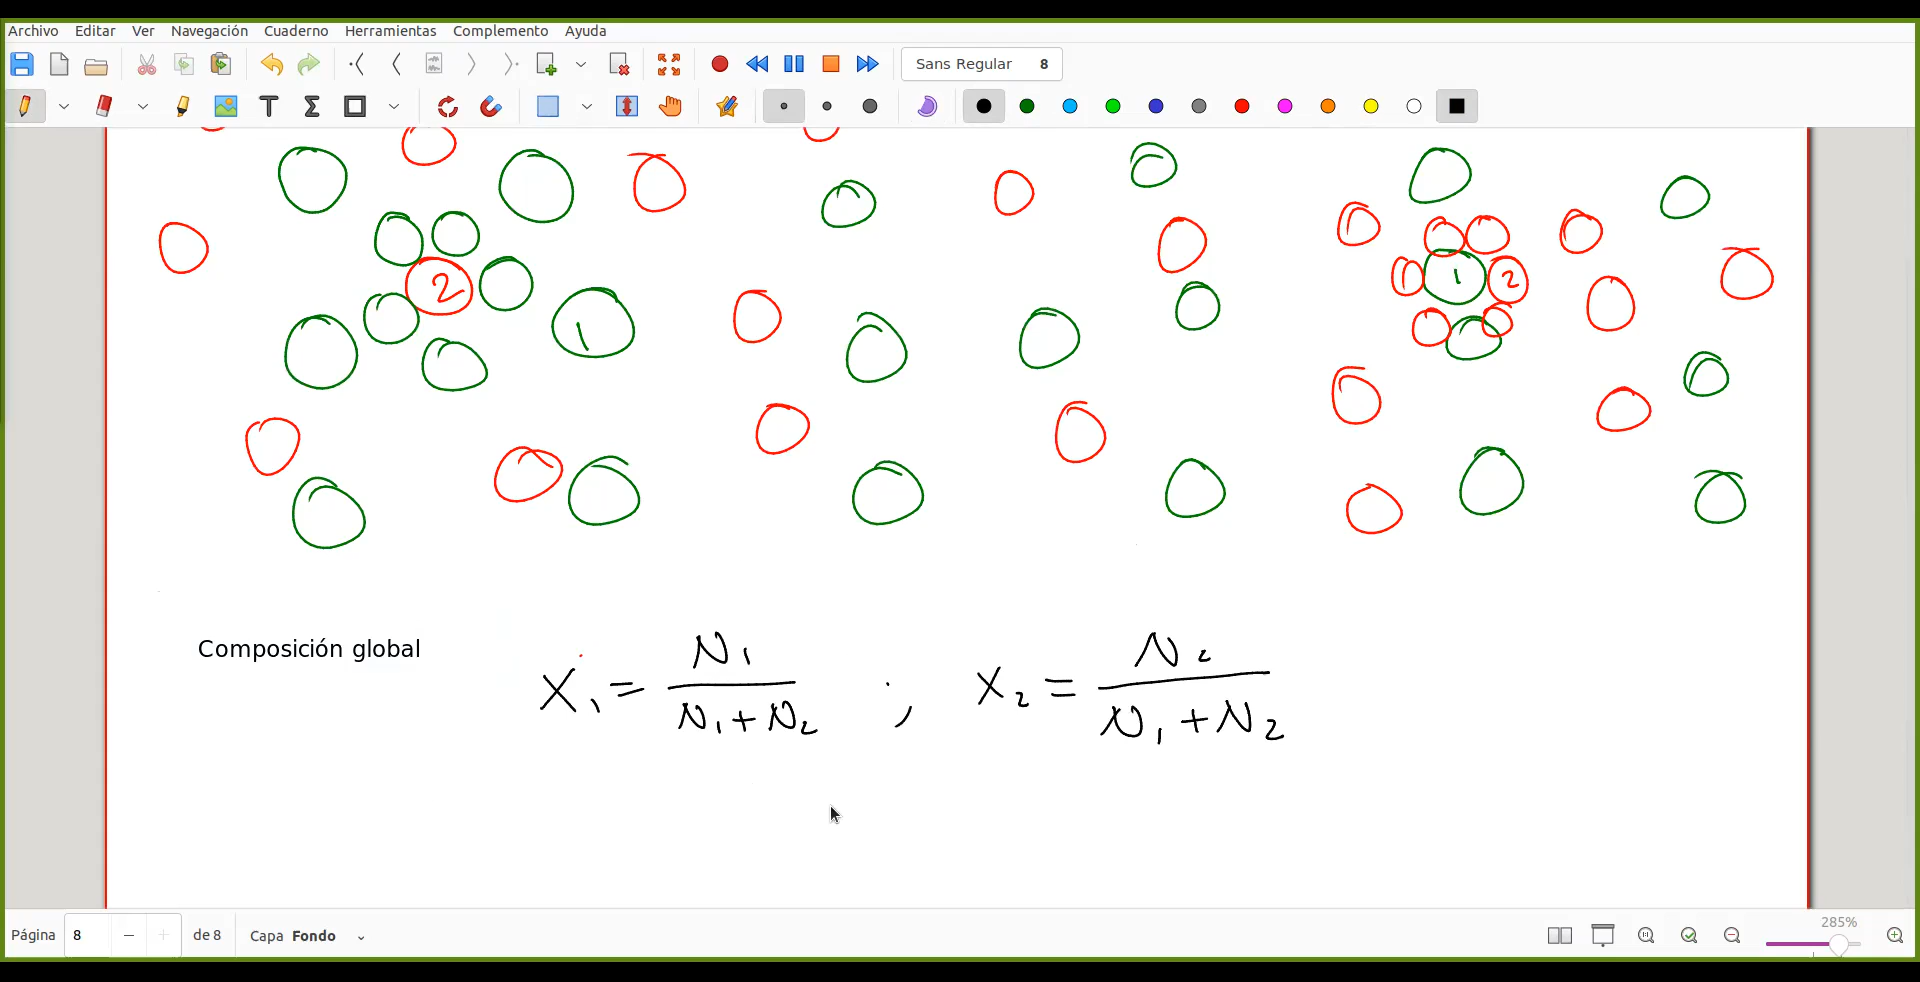 Archivo Editar Ver Navegación Cuaderno Herramientas Complemento Ayuda
Sans Regular 8
2
1
1
2
Composición global
x₁ = N₁ / (N₁ + N₂) ; x₂ = N₂ / (N₁ + N₂)
Página 8 de 8 Capa Fondo
285%